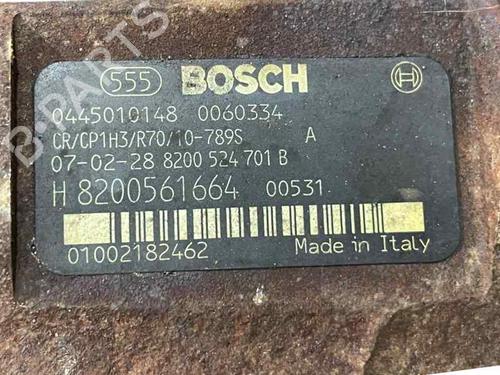 B-PARTS
555 BOSCH
0445010148 0060334
CR/CP1H3/R70/10-789S A
07-02-28 8200 524 701 B
H 8200561664 00531
01002182462 Made in Italy